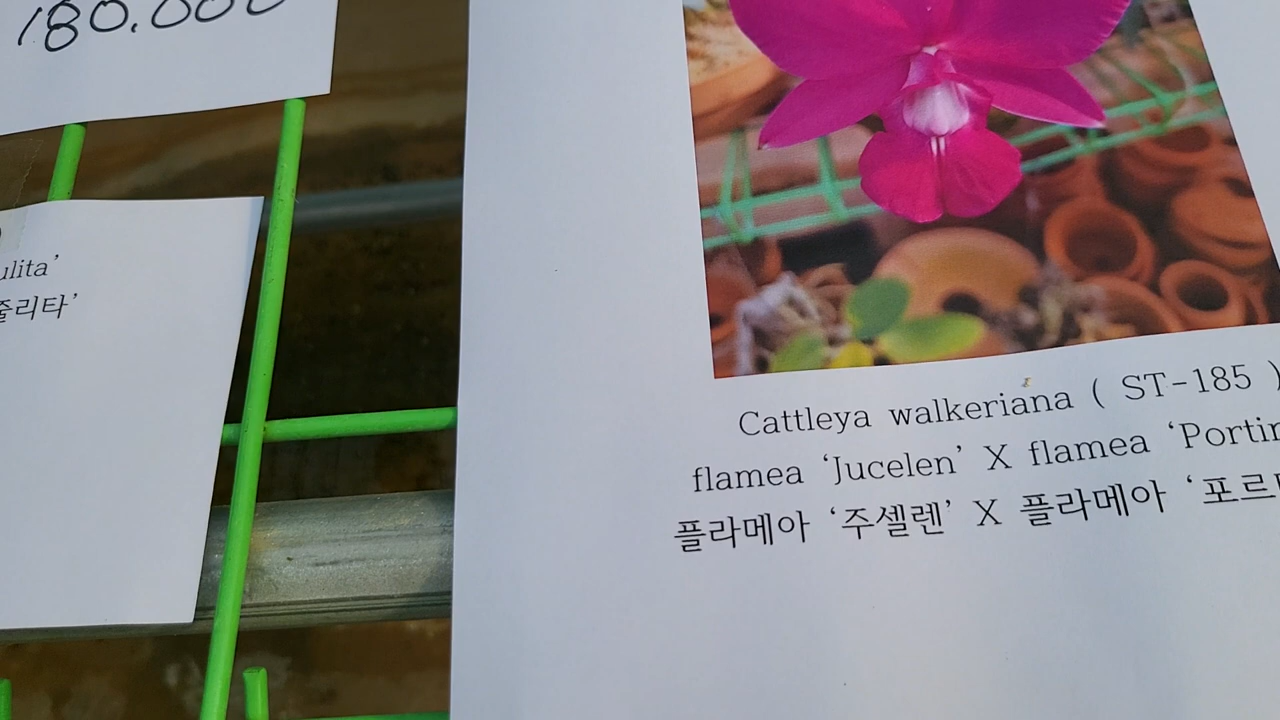 180,000
ulita’
줄리타’
Cattleya walkeriana ( ST-185 )
flamea ‘Jucelen’ X flamea
플라메아 ‘주셀렌’ X 플라메아